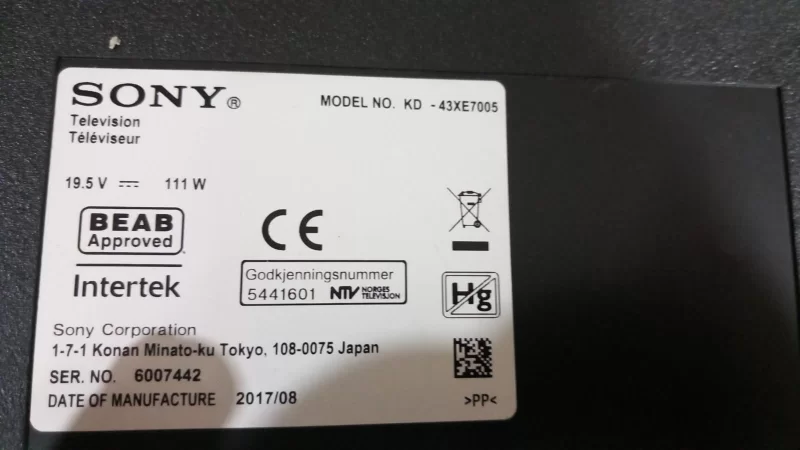 SONY®
MODEL NO. KD - 43XE7005
Television
Téléviseur
19.5 V 111 W
BEAB
Approved
Intertek
CE
Godkjenningsnummer
5441601 NTV NORGES TELEVISJON
Hg
Sony Corporation
1-7-1 Konan Minato-ku Tokyo, 108-0075 Japan
SER. NO. 6007442
DATE OF MANUFACTURE 2017/08
>PP<